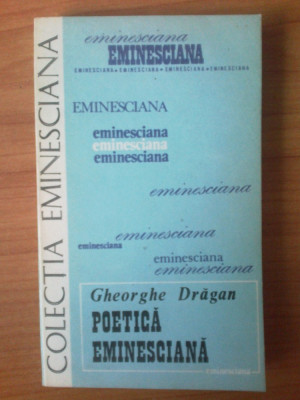 COLECȚIA EMINESCIANA
eminesciana
EMINESCIANA
EMINESCIANA • EMINESCIANA • EMINESCIANA • EMINESCIANA
EMINESCIANA
eminesciana
eminesciana
eminesciana
eminesciana
eminesciana
eminesciana
eminesciana
eminesciana
Gheorghe Drăgan
POETICĂ
EMINESCIANĂ
eminesciana